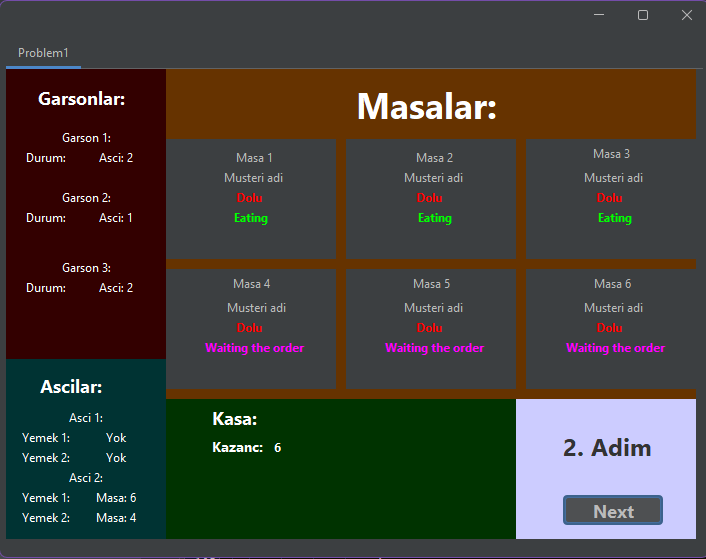 Problem1
Garsonlar:
Garson 1:
Durum: Asci: 2
Garson 2:
Durum: Asci: 1
Garson 3:
Durum: Asci: 2
Ascilar:
Asci 1:
Yemek 1: Yok
Yemek 2: Yok
Asci 2:
Yemek 1: Masa: 6
Yemek 2: Masa: 4
Masalar:
Masa 1
Musteri adi
Dolu
Eating
Masa 2
Musteri adi
Dolu
Eating
Masa 3
Musteri adi
Dolu
Eating
Masa 4
Musteri adi
Dolu
Waiting the order
Masa 5
Musteri adi
Dolu
Waiting the order
Masa 6
Musteri adi
Dolu
Waiting the order
Kasa:
Kazanc: 6
2. Adim
Next